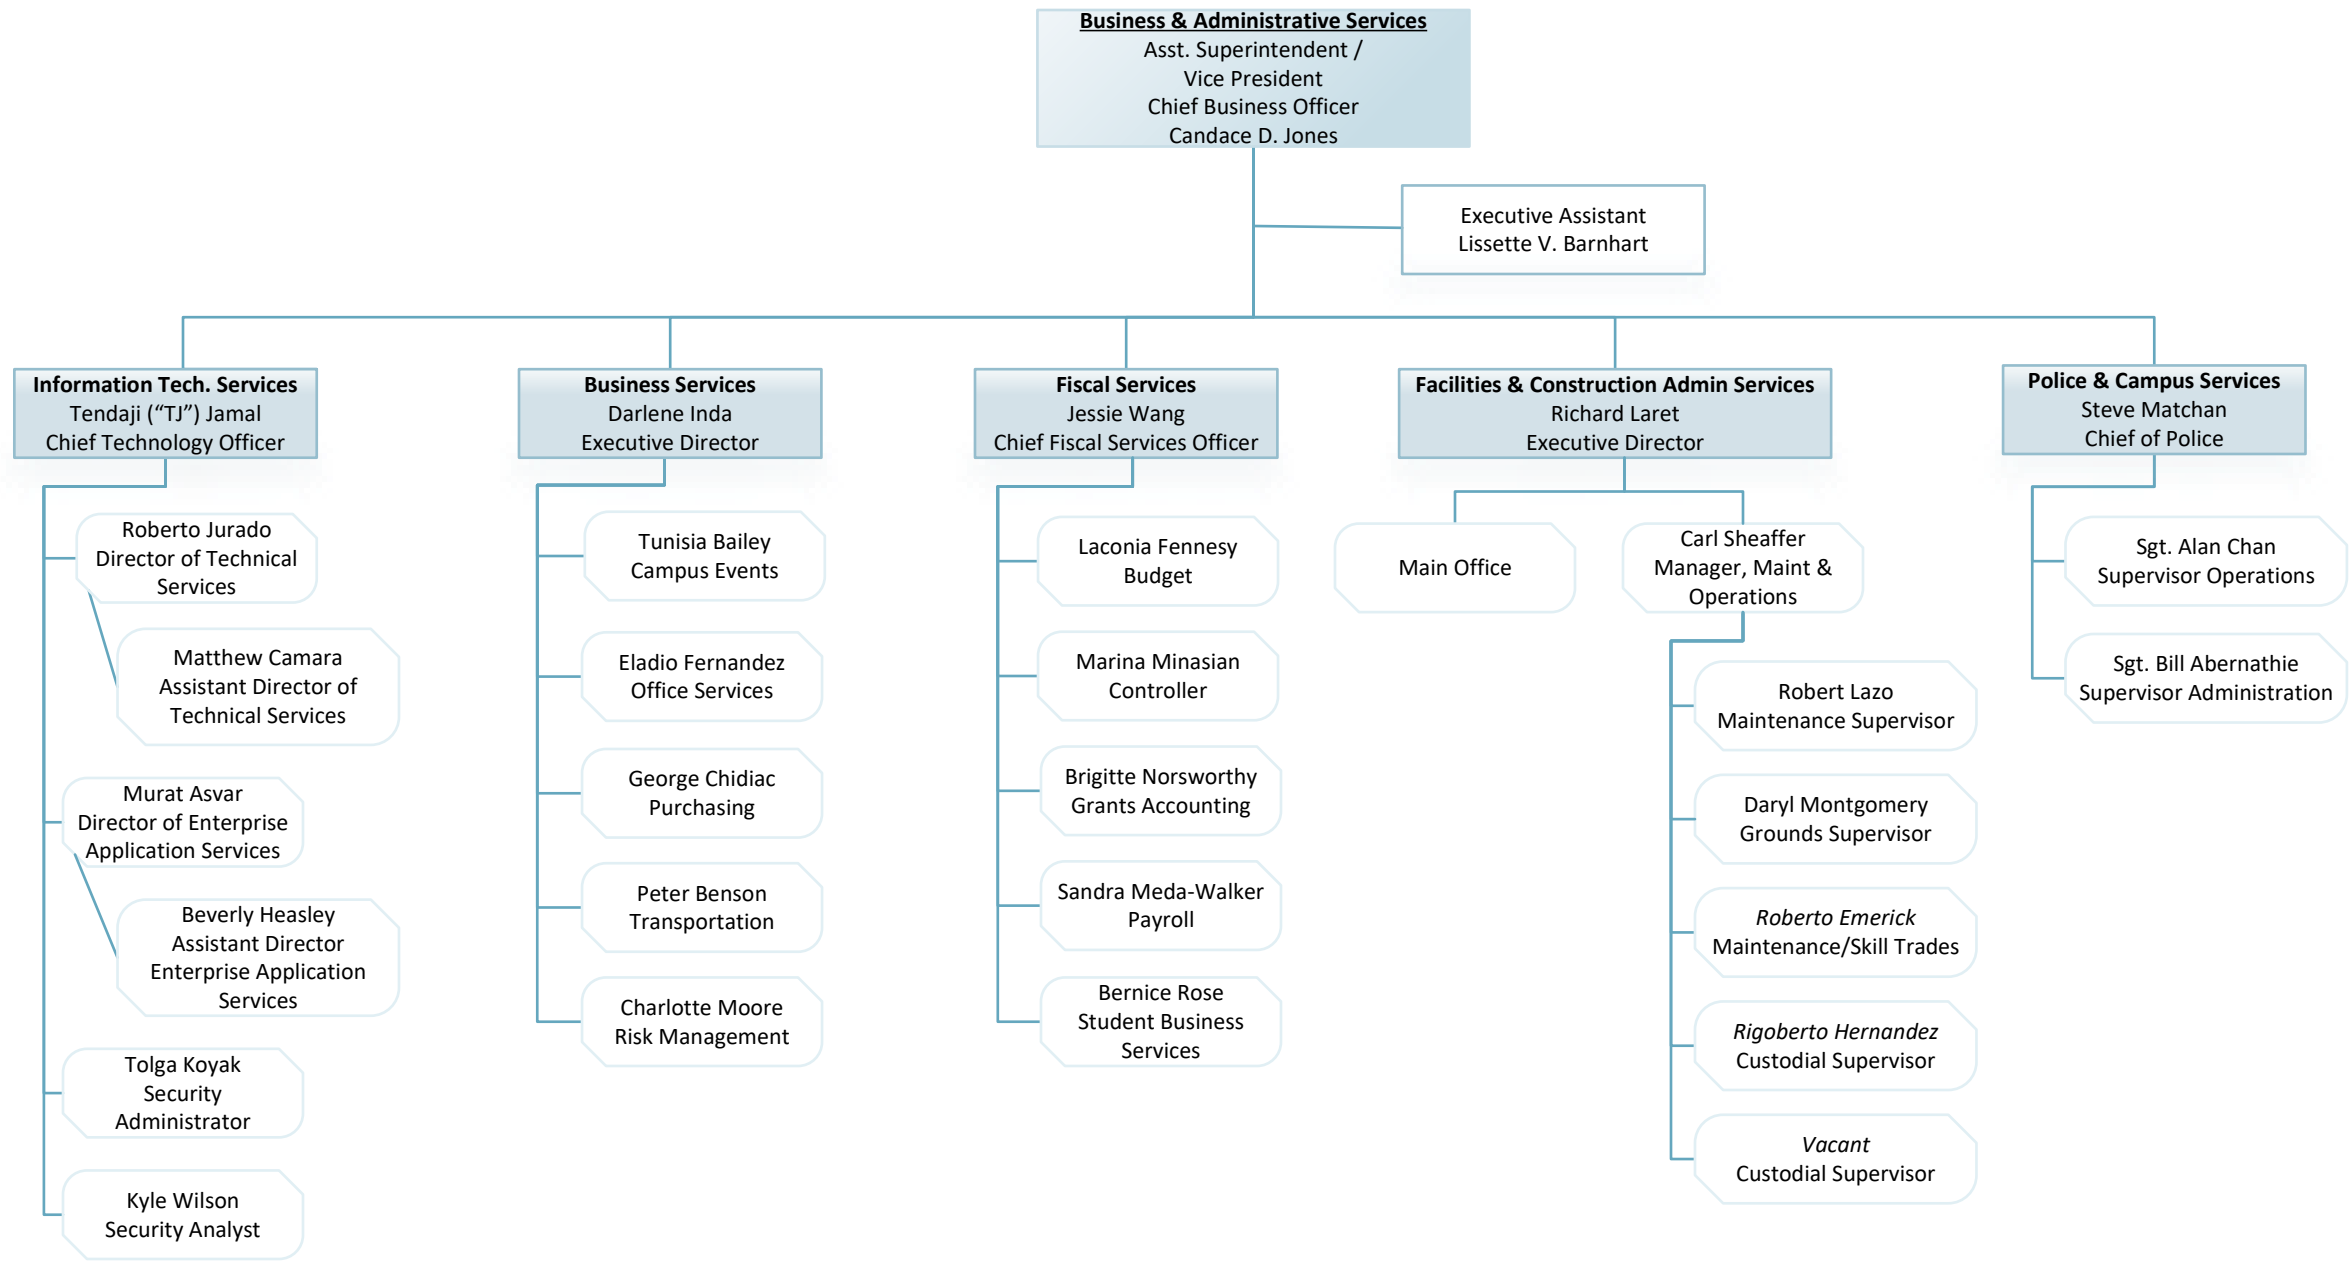 Business & Administrative Services
Asst. Superintendent /
Vice President
Chief Business Officer
Candace D. Jones
Executive Assistant
Lissette V. Barnhart
Information Tech. Services
Tendaji (“TJ”) Jamal
Chief Technology Officer
Business Services
Darlene Inda
Executive Director
Fiscal Services
Jessie Wang
Chief Fiscal Services Officer
Facilities & Construction Admin Services
Richard Laret
Executive Director
Police & Campus Services
Steve Matchan
Chief of Police
Roberto Jurado
Director of Technical
Services
Matthew Camara
Assistant Director of
Technical Services
Murat Asvar
Director of Enterprise
Application Services
Beverly Heasley
Assistant Director
Enterprise Application
Services
Tolga Koyak
Security
Administrator
Kyle Wilson
Security Analyst
Tunisia Bailey
Campus Events
Eladio Fernandez
Office Services
George Chidiac
Purchasing
Peter Benson
Transportation
Charlotte Moore
Risk Management
Laconia Fennesy
Budget
Marina Minasian
Controller
Brigitte Norsworthy
Grants Accounting
Sandra Meda-Walker
Payroll
Bernice Rose
Student Business
Services
Main Office
Carl Sheaffer
Manager, Maint &
Operations
Robert Lazo
Maintenance Supervisor
Daryl Montgomery
Grounds Supervisor
Roberto Emerick
Maintenance/Skill Trades
Rigoberto Hernandez
Custodial Supervisor
Vacant
Custodial Supervisor
Sgt. Alan Chan
Supervisor Operations
Sgt. Bill Abernathie
Supervisor Administration